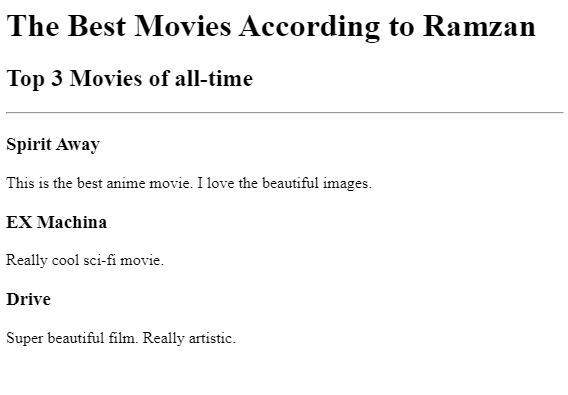 The Best Movies According to Ramzan
Top 3 Movies of all-time
Spirit Away
This is the best anime movie. I love the beautiful images.
EX Machina
Really cool sci-fi movie.
Drive
Super beautiful film. Really artistic.